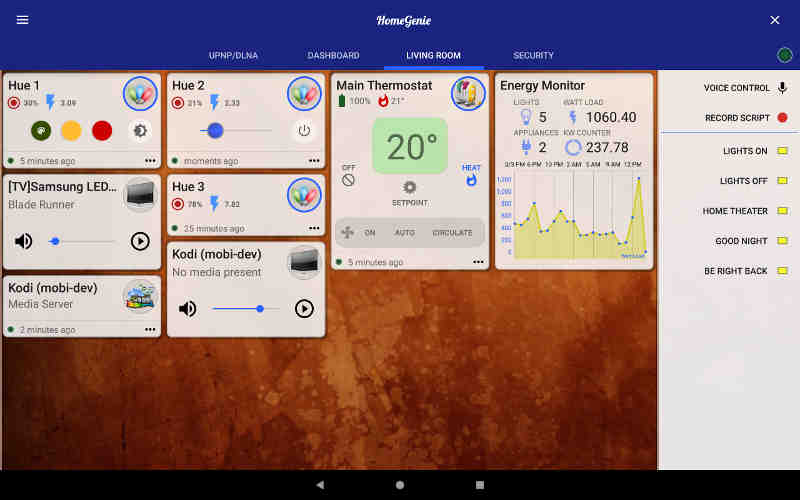 HomeGenie
UPNP/DLNA
DASHBOARD
LIVING ROOM
SECURITY
Hue 1
30%
3.09
5 minutes ago
[TV]Samsung LED...
Blade Runner
Kodi (mobi-dev)
Media Server
2 minutes ago
Hue 2
21%
2.33
moments ago
Hue 3
78%
7.82
25 minutes ago
Kodi (mobi-dev)
No media present
Main Thermostat
100%
21°
20°
OFF
HEAT
SETPOINT
ON
AUTO
CIRCULATE
5 minutes ago
Energy Monitor
LIGHTS
WATT LOAD
5
1060.40
APPLIANCES
KW COUNTER
2
237.78
3/3 PM 6 PM 10 PM 2 AM 5 AM 9 AM 12 PM
1,200
1,000
800
600
400
200
0
VOICE CONTROL
RECORD SCRIPT
LIGHTS ON
LIGHTS OFF
HOME THEATER
GOOD NIGHT
BE RIGHT BACK